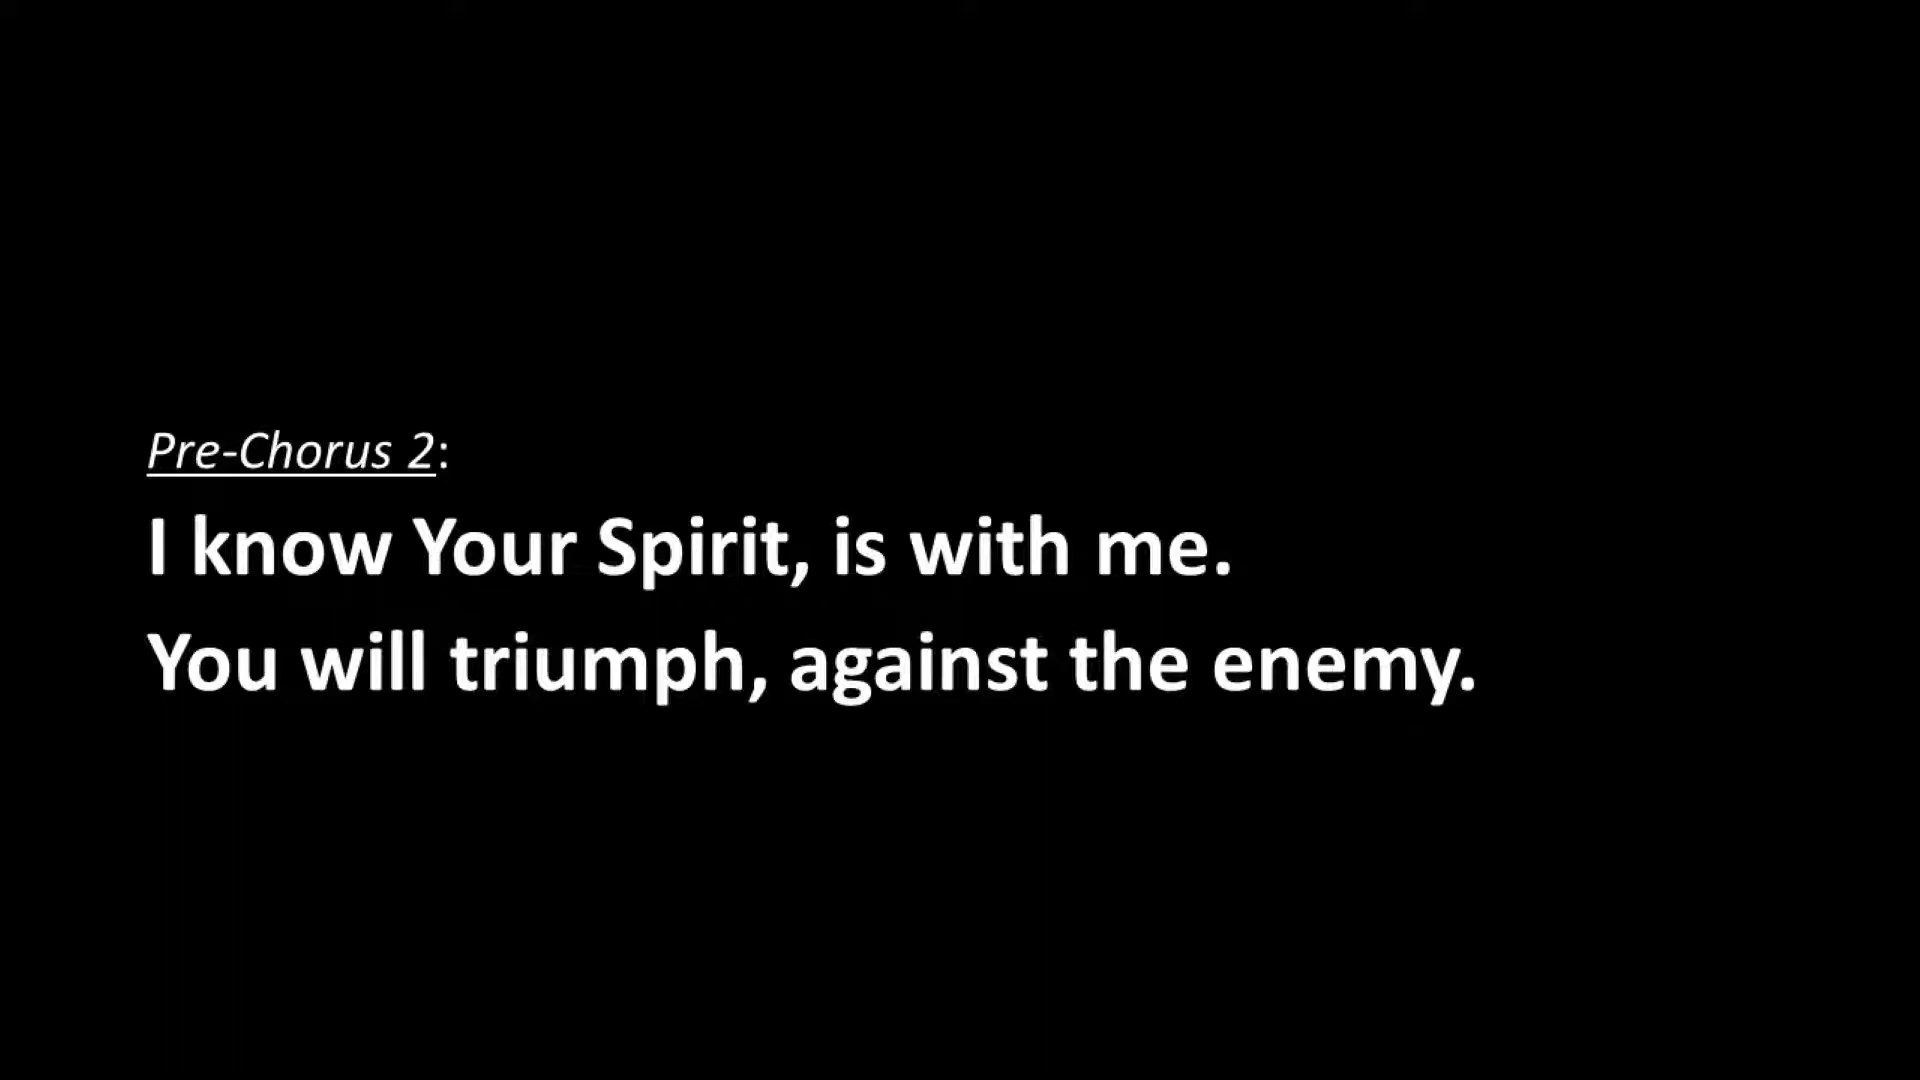 Pre-Chorus 2:
I know Your Spirit, is with me.
You will triumph, against the enemy.